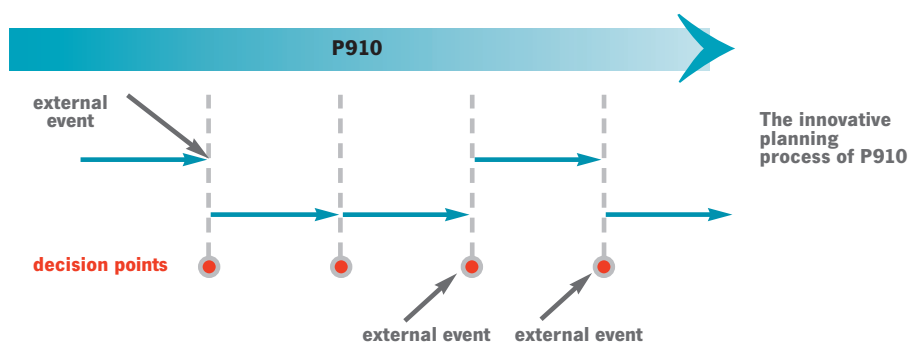 P910
external
event
The innovative
planning
process of P910
decision points
external event
external event